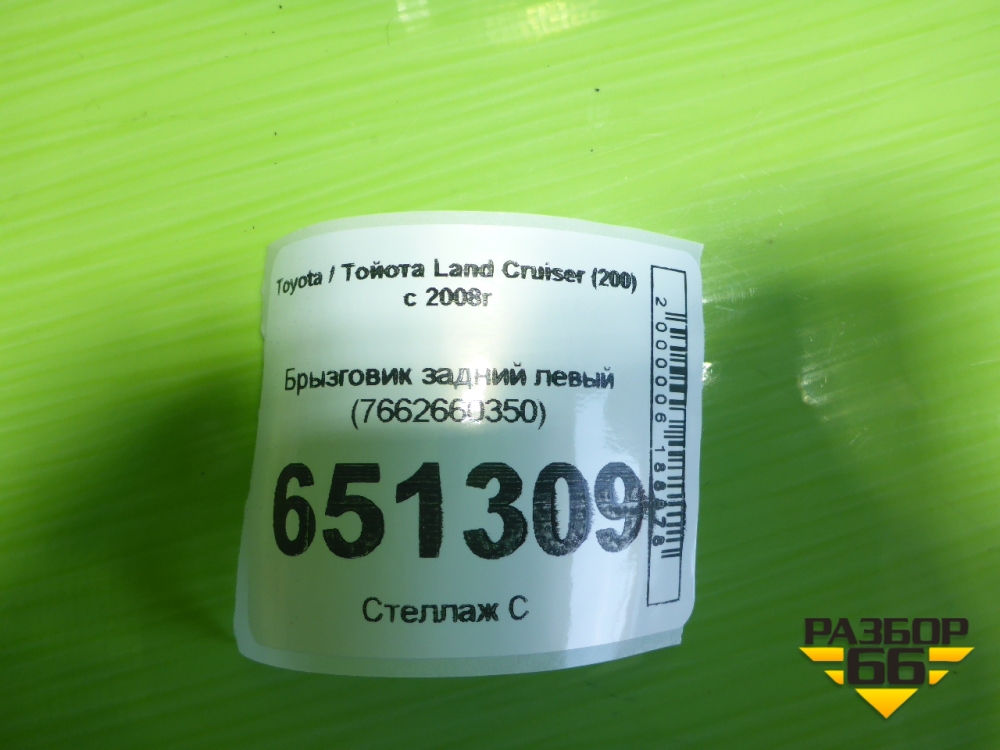 Toyota / Тойота Land Cruiser (200)
с 2008г
Брызговик задний левый
(7662660350)
651309
Стеллаж С
РАЗБОР
66